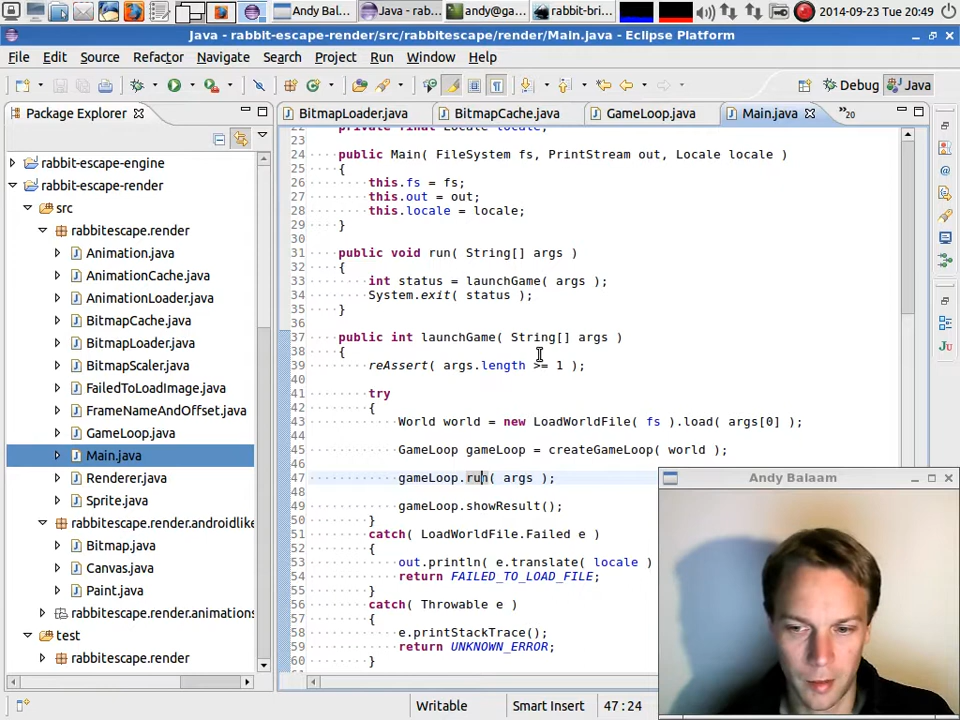 Andy Bal...
Java - rab...
andy@ga...
rabbit-bri...
2014-09-23 Tue 20:49
Java - rabbit-escape-render/src/rabbitescape/render/Main.java - Eclipse Platform
File Edit Source Refactor Navigate Search Project Run Window Help
Debug Java
Package Explorer
BitmapLoader.java BitmapCache.java GameLoop.java Main.java »20
rabbit-escape-engine
rabbit-escape-render
src
rabbitescape.render
Animation.java
AnimationCache.java
AnimationLoader.java
BitmapCache.java
BitmapLoader.java
BitmapScaler.java
FailedToLoadImage.java
FrameNameAndOffset.java
GameLoop.java
Main.java
Renderer.java
Sprite.java
rabbitescape.render.androidlike
Bitmap.java
Canvas.java
Paint.java
rabbitescape.render.animations
test
rabbitescape.render
22 private final Locale locale;
23
24 public Main( FileSystem fs, PrintStream out, Locale locale )
25 {
26 this.fs = fs;
27 this.out = out;
28 this.locale = locale;
29 }
30
31 public void run( String[] args )
32 {
33 int status = launchGame( args );
34 System.exit( status );
35 }
36
37 public int launchGame( String[] args )
38 {
39 reAssert( args.length >= 1 );
40
41 try
42 {
43 World world = new LoadWorldFile( fs ).load( args[0] );
44
45 GameLoop gameLoop = createGameLoop( world );
46
47 gameLoop.run( args );
48
49 gameLoop.showResult();
50 }
51 catch( LoadWorldFile.Failed e )
52 {
53 out.println( e.translate( locale )
54 return FAILED_TO_LOAD_FILE;
55 }
56 catch( Throwable e )
57 {
58 e.printStackTrace();
59 return UNKNOWN_ERROR;
60 }
Andy Balaam
Writable Smart Insert 47:24